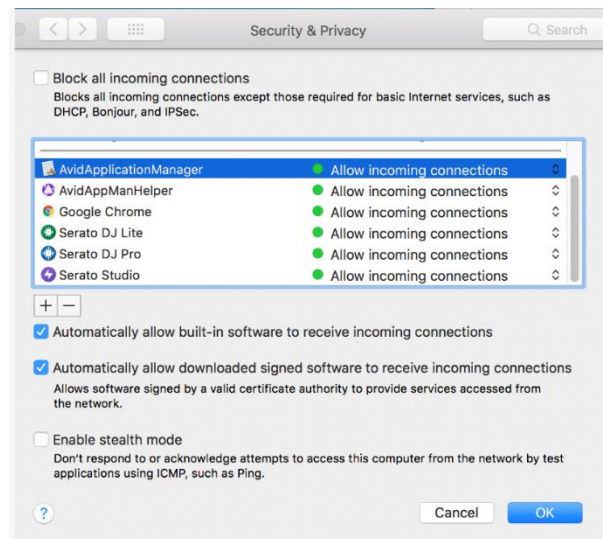 Security & Privacy
Search
Block all incoming connections
Blocks all incoming connections except those required for basic Internet services, such as
DHCP, Bonjour, and IPSec.
AvidApplicationManager Allow incoming connections
AvidAppManHelper Allow incoming connections
Google Chrome Allow incoming connections
Serato DJ Lite Allow incoming connections
Serato DJ Pro Allow incoming connections
Serato Studio Allow incoming connections
+ −
Automatically allow built-in software to receive incoming connections
Automatically allow downloaded signed software to receive incoming connections
Allows software signed by a valid certificate authority to provide services accessed from
the network.
Enable stealth mode
Don't respond to or acknowledge attempts to access this computer from the network by test
applications using ICMP, such as Ping.
? Cancel OK